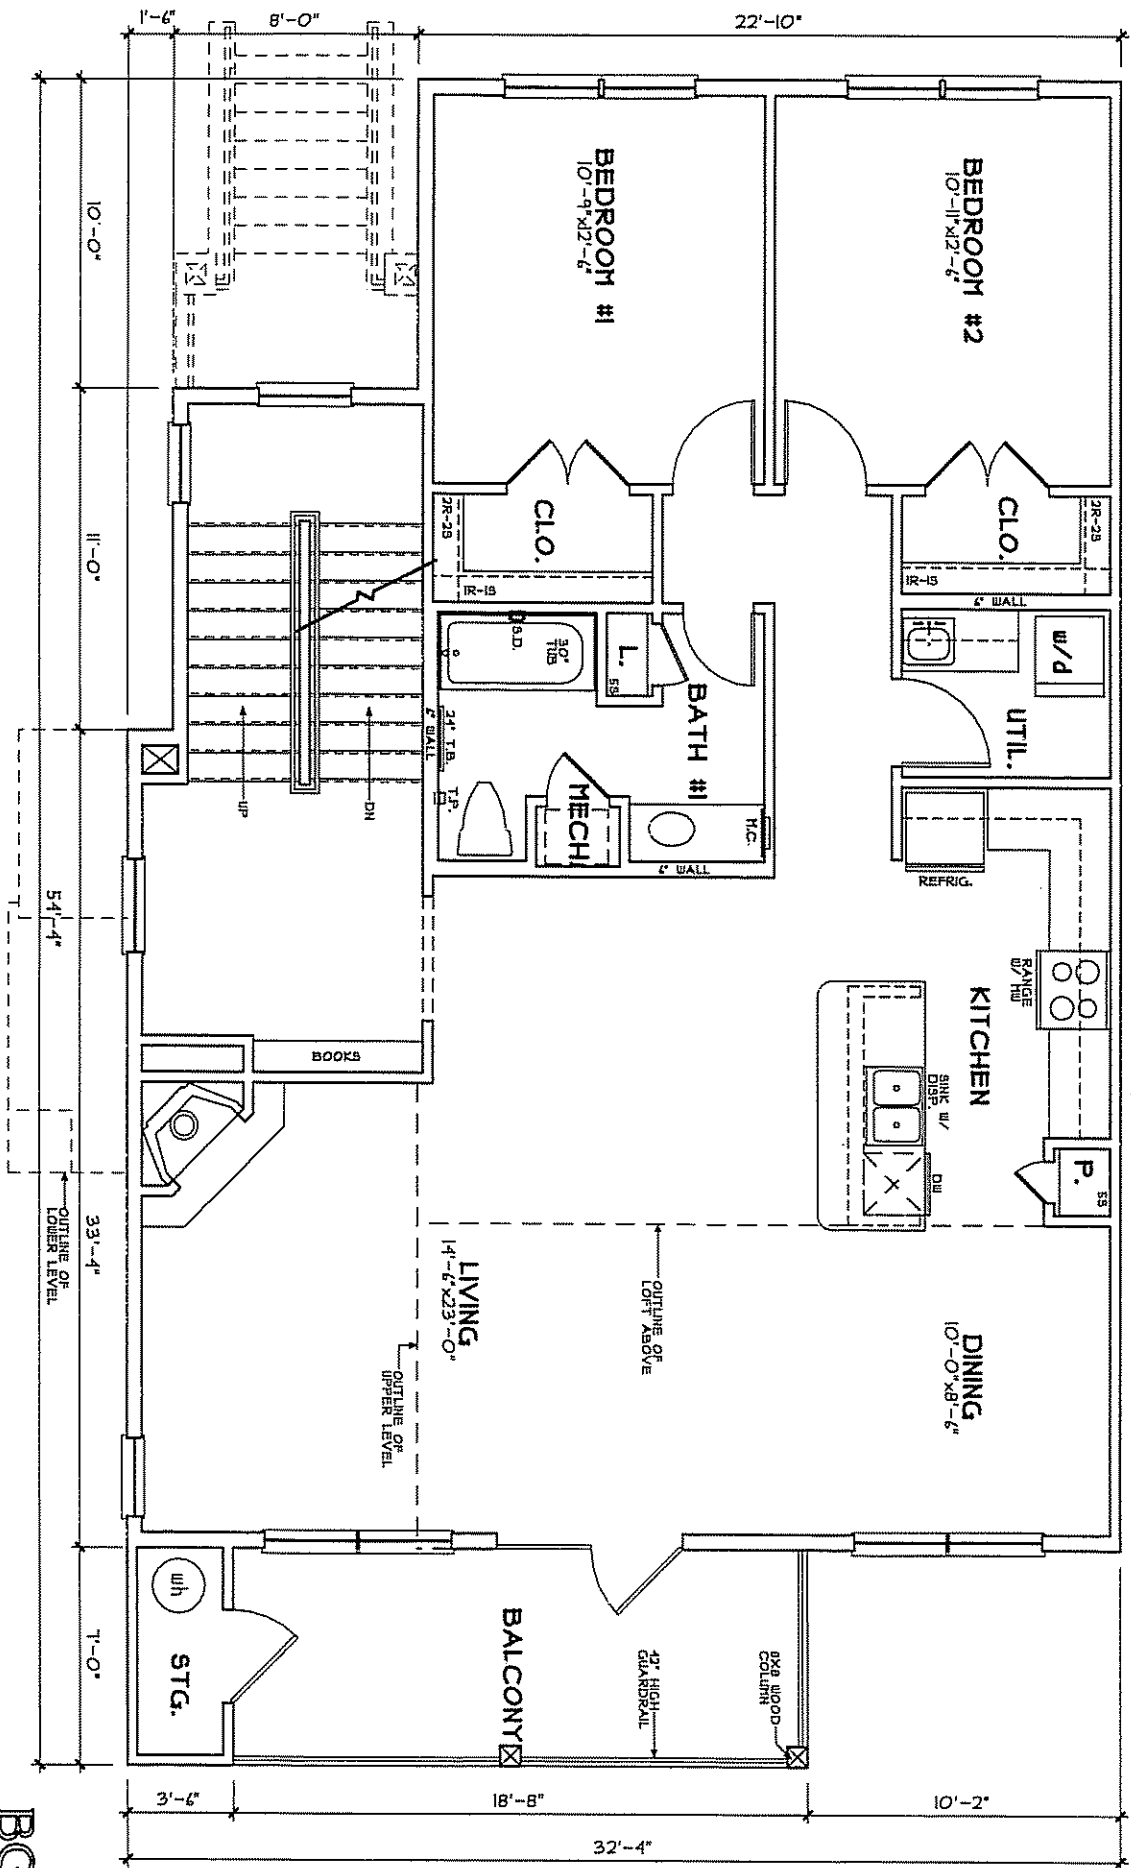 1'-6"
8'-0"
22'-10"
10'-0"
11'-0"
54'-4"
33'-4"
7'-0"
3'-6"
18'-8"
10'-2"
32'-4"
BEDROOM #2
10'-11"x12'-6"
BEDROOM #1
10'-9"x12'-6"
CLO.
2R-2S
1R-1S
CLO.
2R-2S
1R-1S
6" WALL
w/d
UTIL.
S.D.
30"
TUB
L.
5S
BATH #1
24" T.B.
6" WALL
T.P.
MECH
M.C.
6" WALL
UP
DN
REFRIG.
RANGE
W/ HW
KITCHEN
SINK W/
DISP.
DW
P.
5S
BOOKS
OUTLINE OF
LOWER LEVEL
LIVING
14'-6"x23'-0"
OUTLINE OF
LOFT ABOVE
OUTLINE OF
UPPER LEVEL
DINING
10'-0"x8'-6"
wh
STG.
BALCONY
42" HIGH
GUARDRAIL
8X8 WOOD
COLUMN